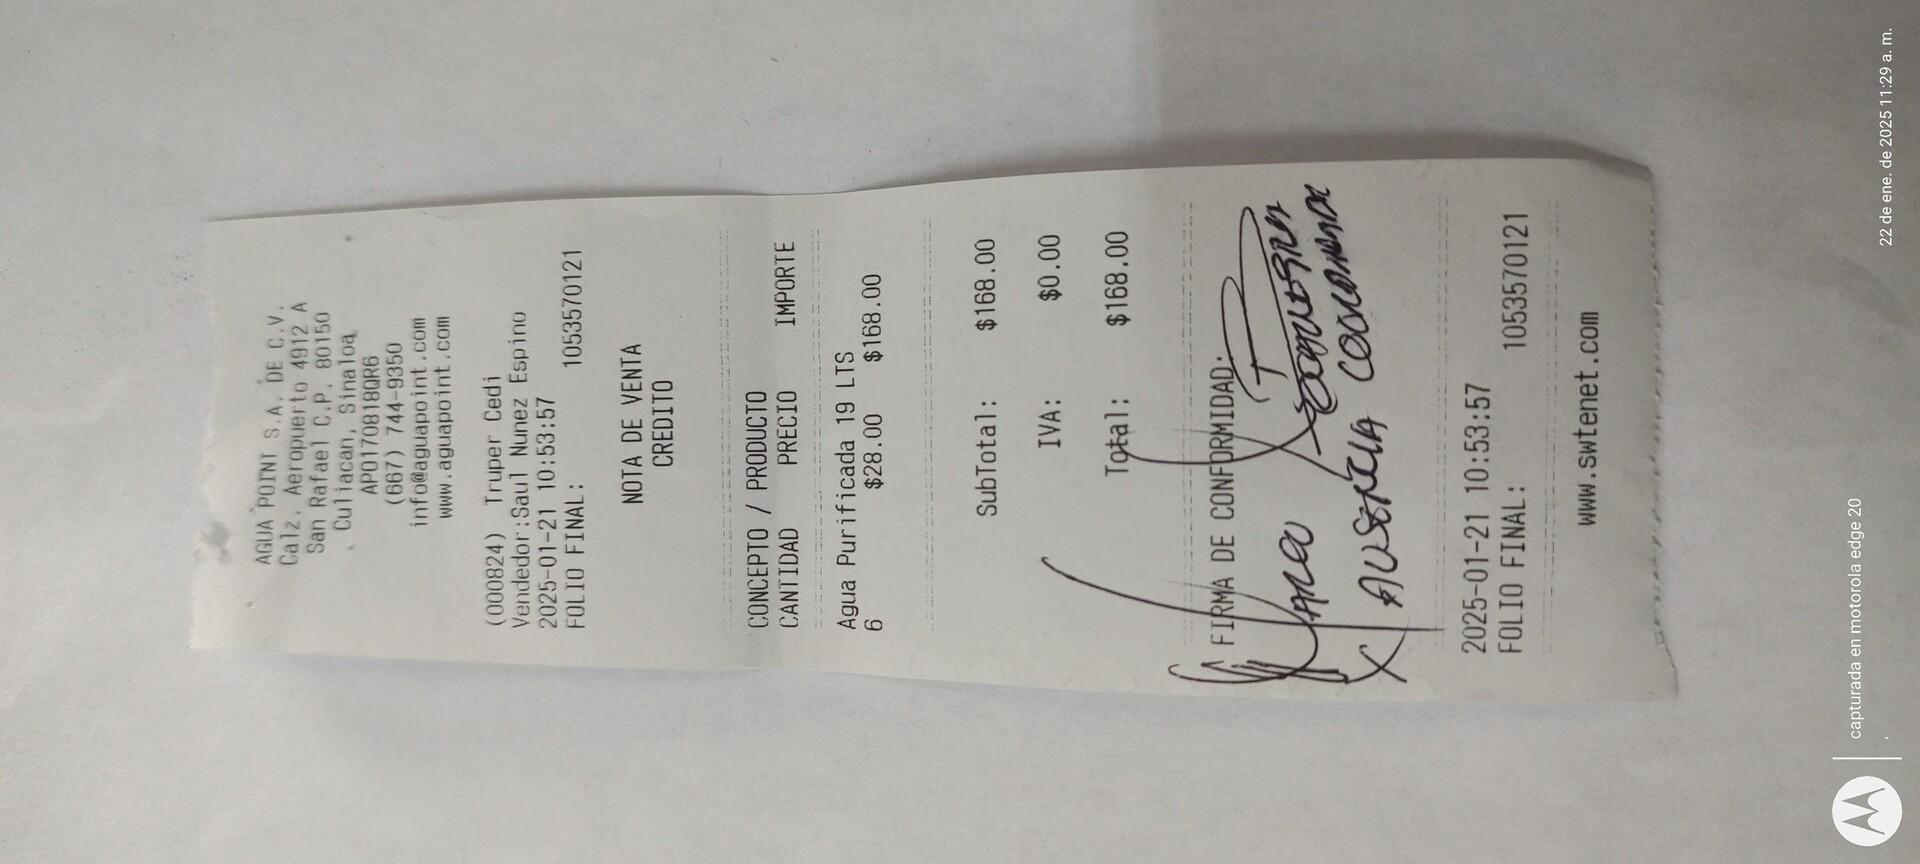 AGUA POINT S.A. DE C.V.
Calz. Aeropuerto 4912 A
San Rafael C.P. 80150
Culiacan, Sinaloa
APO170818QR6
(667) 744-9350
info@aguapoint.com
www.aguapoint.com
(000824) Truper Cedi
Vendedor:Saul Nunez Espino
2025-01-21 10:53:57
FOLIO FINAL: 1053570121
NOTA DE VENTA
CREDITO
CONCEPTO / PRODUCTO
CANTIDAD PRECIO IMPORTE
Agua Purificada 19 LTS
6 $28.00 $168.00
SubTotal: $168.00
IVA: $0.00
Total: $168.00
FIRMA DE CONFORMIDAD:
X AUSENCIA
2025-01-21 10:53:57
FOLIO FINAL: 1053570121
www.swtenet.com
capturada en motorola edge 20
22 de ene. de 2025 11:29 a. m.